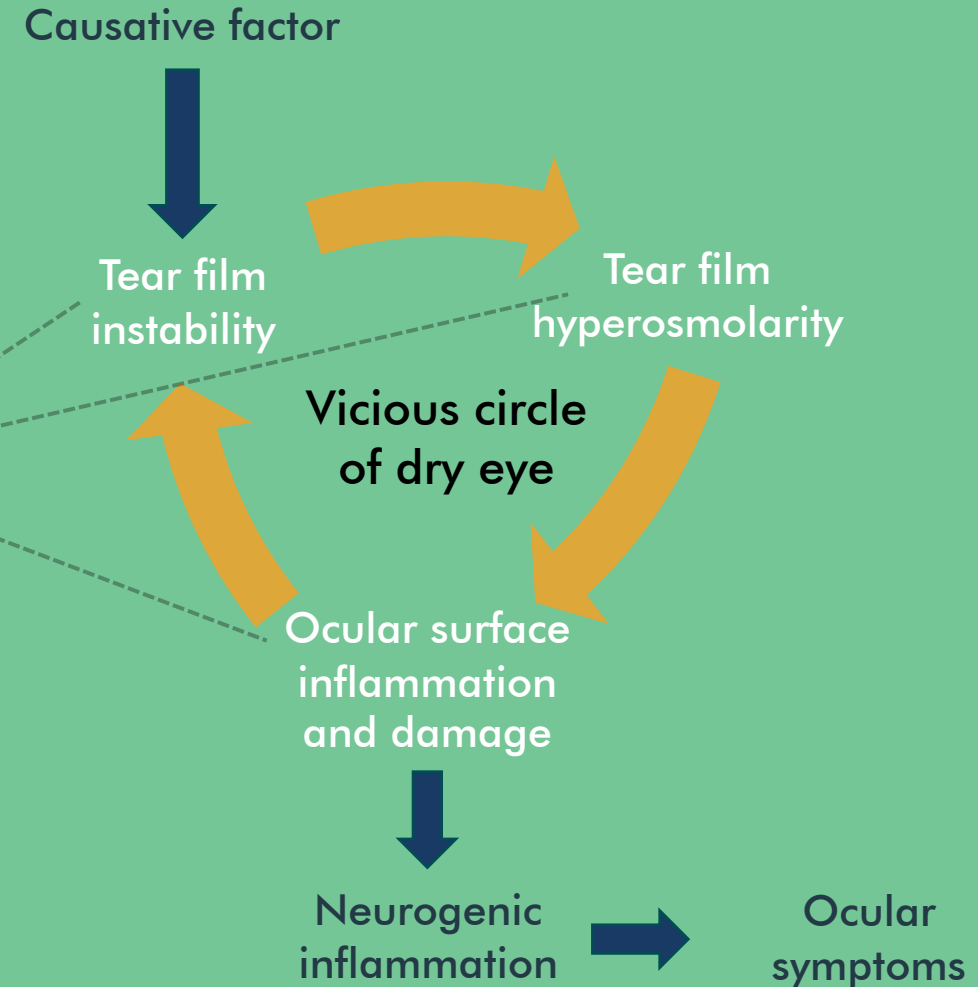 Causative factor
Tear film
instability
Tear film
hyperosmolarity
Vicious circle
of dry eye
Ocular surface
inflammation
and damage
Neurogenic
inflammation
Ocular
symptoms